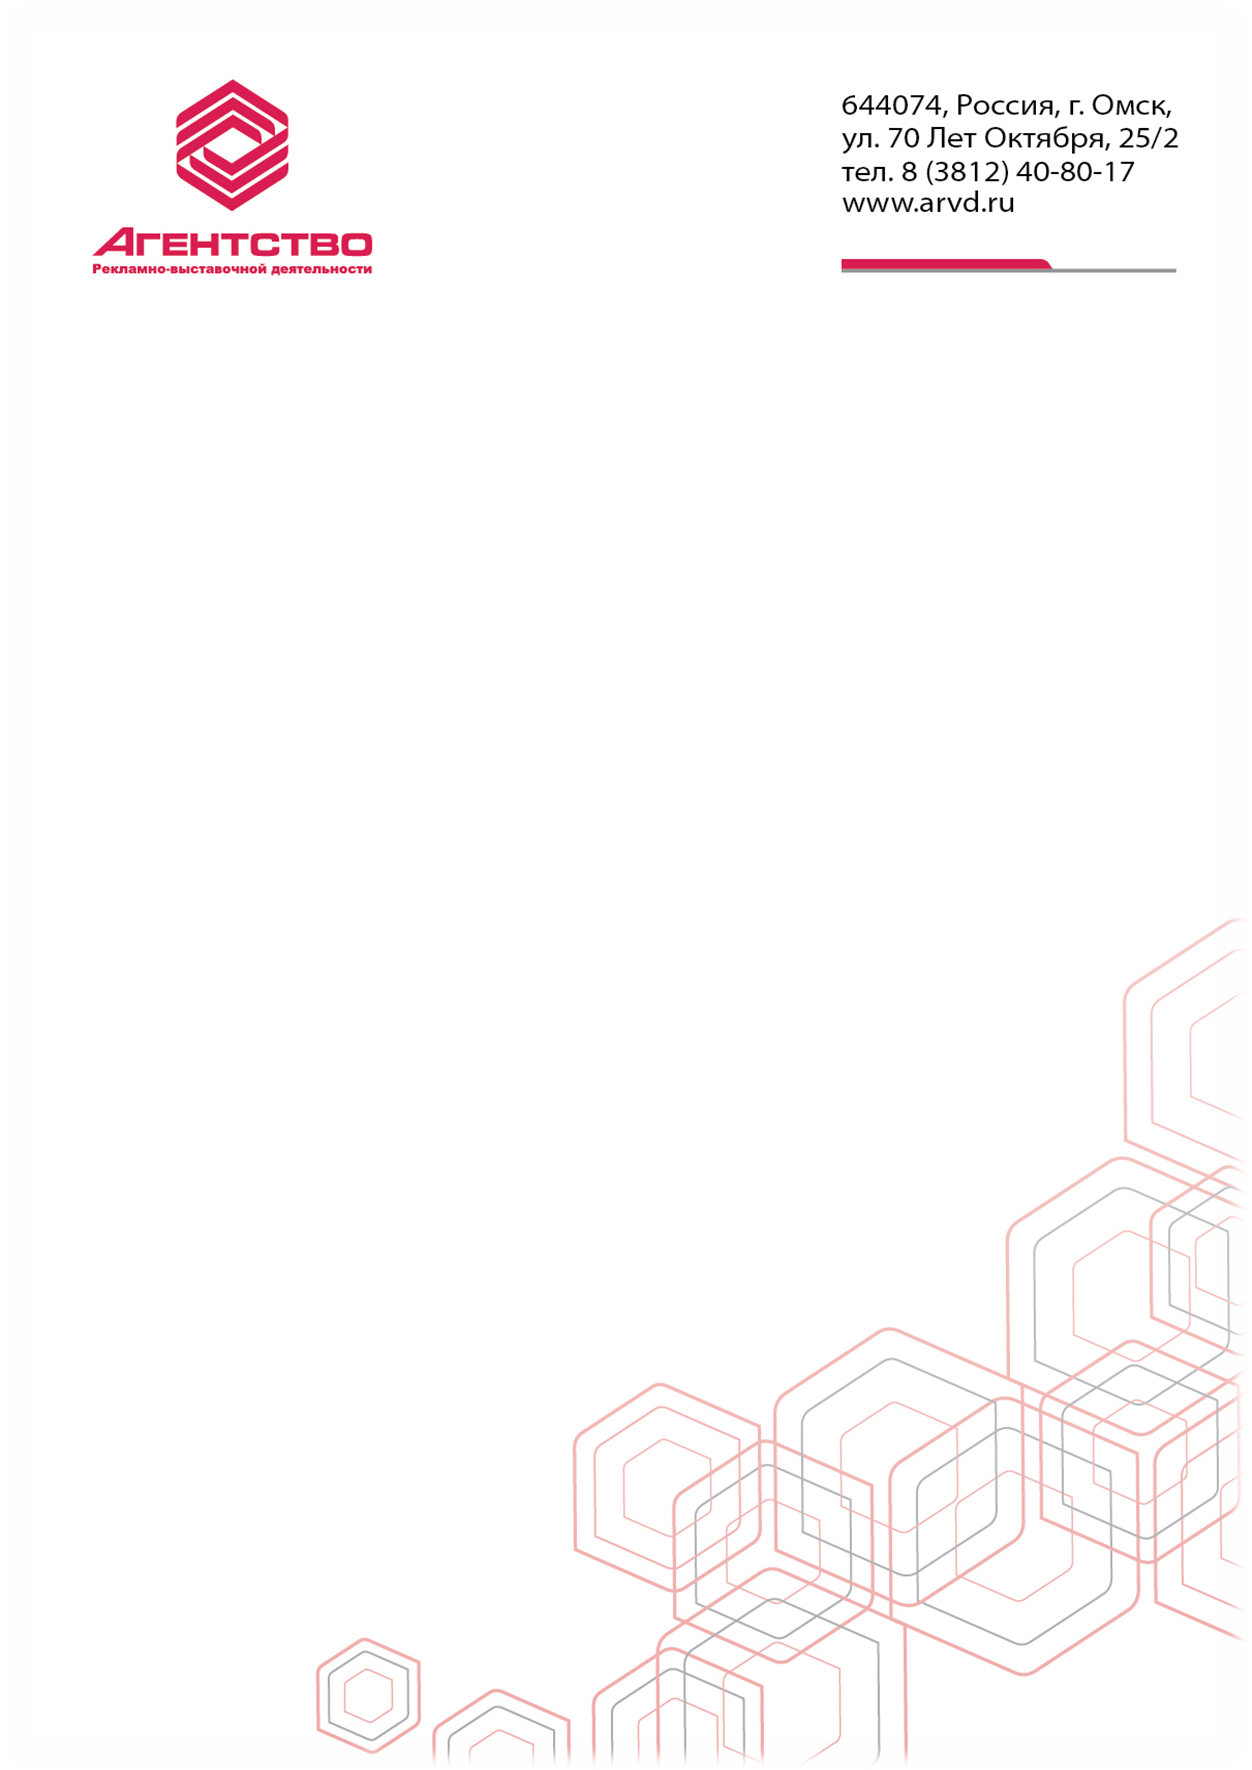 АГЕНТСТВО
Рекламно-выставочной деятельности
644074, Россия, г. Омск,
ул. 70 Лет Октября, 25/2
тел. 8 (3812) 40-80-17
www.arvd.ru